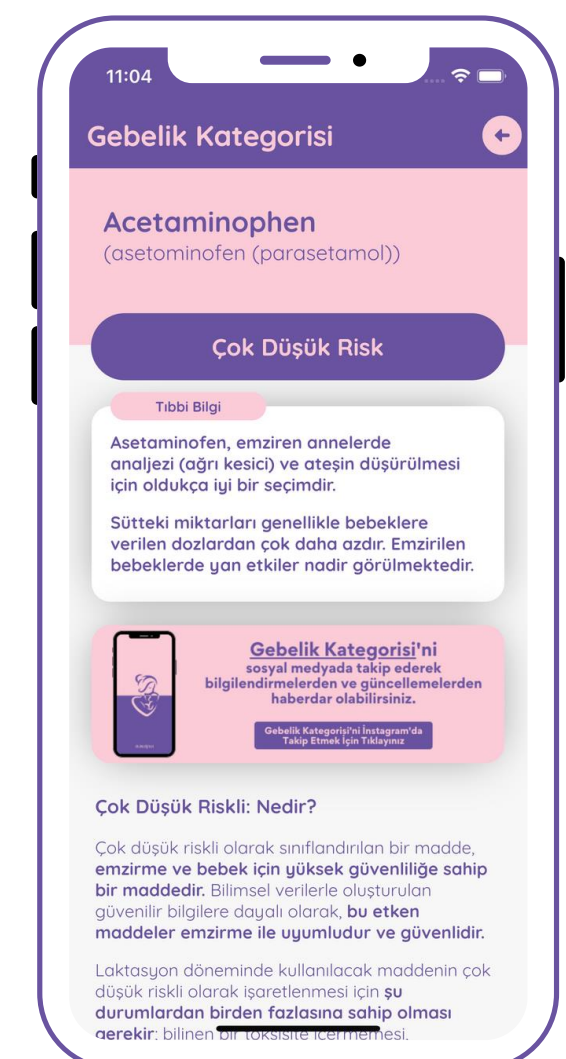 11:04
Gebelik Kategorisi
Acetaminophen
(asetominofen (parasetamol))
Çok Düşük Risk
Tıbbi Bilgi
Asetaminofen, emziren annelerde
analjezi (ağrı kesici) ve ateşin düşürülmesi
için oldukça iyi bir seçimdir.
Sütteki miktarları genellikle bebeklere
verilen dozlardan çok daha azdır. Emzirilen
bebeklerde yan etkiler nadir görülmektedir.
Gebelik Kategorisi'ni
sosyal medyada takip ederek
bilgilendirmelerden ve güncellemelerden
haberdar olabilirsiniz.
Gebelik Kategorisi'ni İnstagram'da
Takip Etmek İçin Tıklayınız
Çok Düşük Riskli: Nedir?
Çok düşük riskli olarak sınıflandırılan bir madde,
emzirme ve bebek için yüksek güvenliliğe sahip
bir maddedir. Bilimsel verilerle oluşturulan
güvenilir bilgilere dayalı olarak, bu etken
maddeler emzirme ile uyumludur ve güvenlidir.
Laktasyon döneminde kullanılacak maddenin çok
düşük riskli olarak işaretlenmesi için şu
durumlardan birden fazlasına sahip olması
gerekir; bilinen bir toksisite içermemesi,